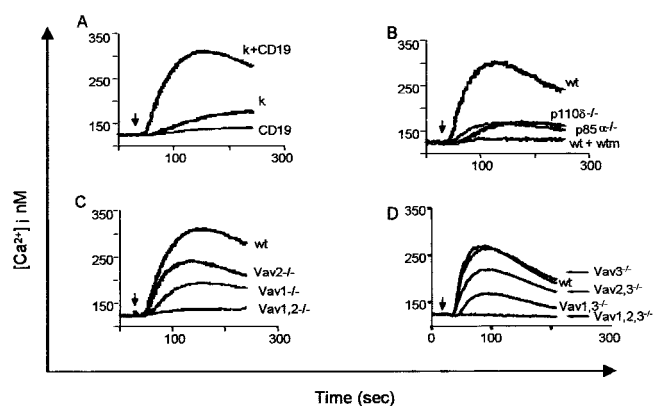 A
350
250
150
100
300
k+CD19
k
CD19
B
350
250
150
100
300
wt
p110δ-/-
p85α-/-
wt + wtm
C
350
250
150
100
300
wt
Vav2-/-
Vav1-/-
Vav1,2-/-
D
350
250
150
0
100
200
300
Vav3-/-
wt
Vav2,3-/-
Vav1,3-/-
Vav1,2,3-/-
[Ca2+] i nM
Time (sec)